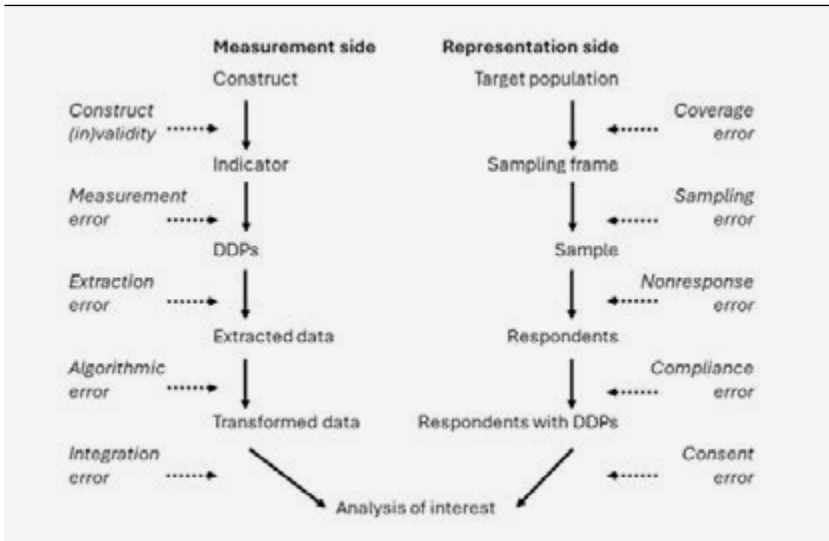 Measurement side
Representation side
Construct
Target population
Construct
(in)validity
Coverage
error
Indicator
Sampling frame
Measurement
error
Sampling
error
DDPs
Sample
Extraction
error
Nonresponse
error
Extracted data
Respondents
Algorithmic
error
Compliance
error
Transformed data
Respondents with DDPs
Integration
error
Consent
error
Analysis of interest